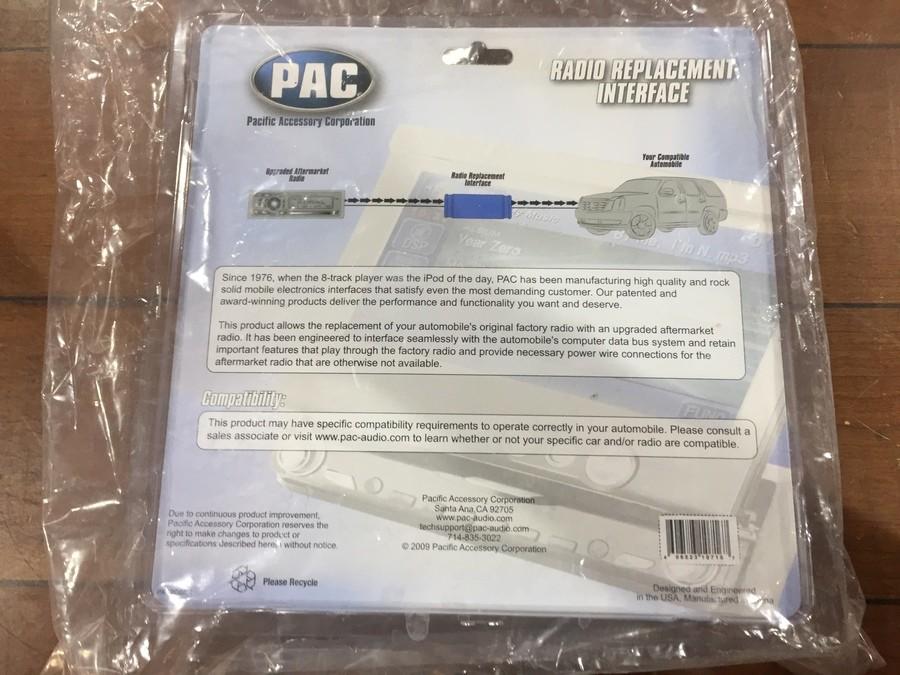 PAC
Pacific Accessory Corporation
RADIO REPLACEMENT
INTERFACE
Upgraded Aftermarket
Radio
Radio Replacement
Interface
Your Compatible
Automobile
DSP
Year Zero
Since 1976, when the 8-track player was the iPod of the day, PAC has been manufacturing high quality and rock
solid mobile electronics interfaces that satisfy even the most demanding customer. Our patented and
award-winning products deliver the performance and functionality you want and deserve.
This product allows the replacement of your automobile's original factory radio with an upgraded aftermarket
radio. It has been engineered to interface seamlessly with the automobile's computer data bus system and retain
important features that play through the factory radio and provide necessary power wire connections for the
aftermarket radio that are otherwise not available.
Compatibility:
This product may have specific compatibility requirements to operate correctly in your automobile. Please consult a
sales associate or visit www.pac-audio.com to learn whether or not your specific car and/or radio are compatible.
Due to continuous product improvement,
Pacific Accessory Corporation reserves the
right to make changes to product or
specifications described herein without notice.
Please Recycle
Pacific Accessory Corporation
Santa Ana,CA 92705
www.pac-audio.com
techsupport@pac-audio.com
714-835-3022
© 2009 Pacific Accessory Corporation
Designed and Engineered
in the USA, Manufactured